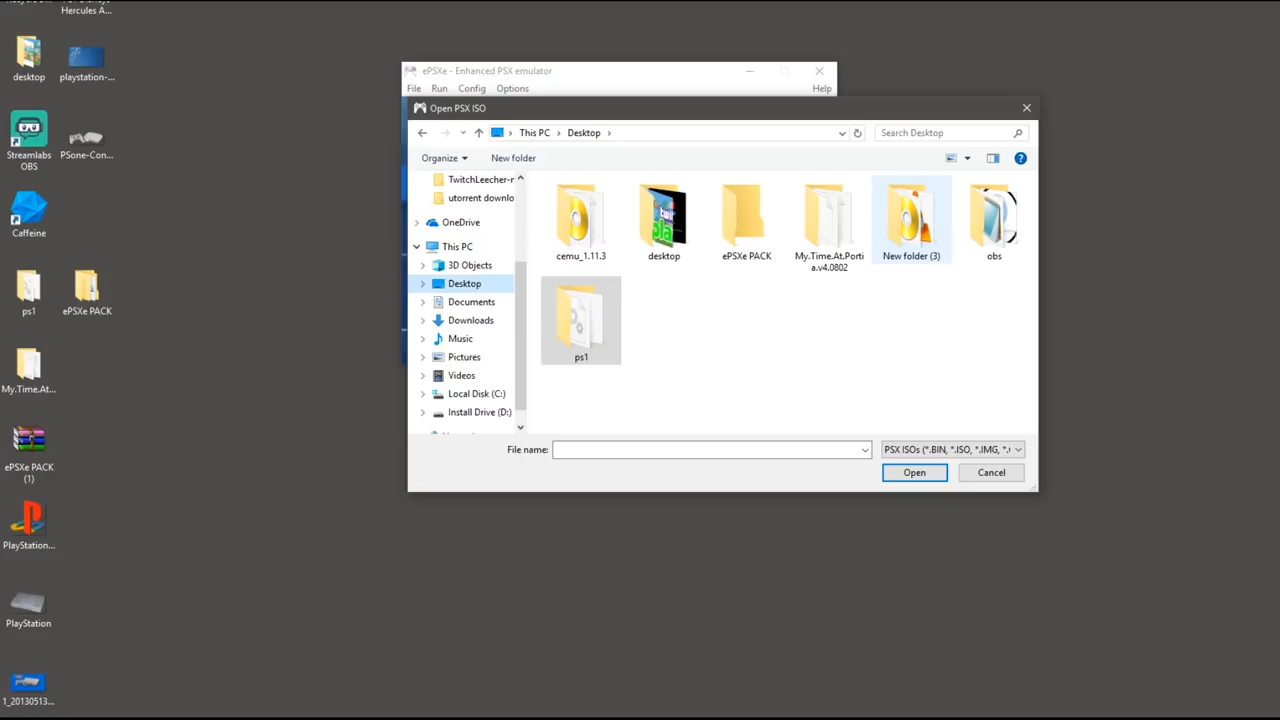 Hercules A...
desktop
playstation-...
Streamlabs
OBS
PSone-Con...
Caffeine
ps1
ePSXe PACK
My.Time.At...
ePSXe PACK
(1)
PlayStation...
PlayStation
1_20130513...
ePSXe - Enhanced PSX emulator
File Run Config Options Help
Open PSX ISO
This PC > Desktop >
Search Desktop
Organize New folder
TwitchLeecher-r
utorrent downlo
OneDrive
This PC
3D Objects
Desktop
Documents
Downloads
Music
Pictures
Videos
Local Disk (C:)
Install Drive (D:)
cemu_1.11.3
desktop
ePSXe PACK
My.Time.At.Porti
a.v4.0802
New folder (3)
obs
ps1
File name:
PSX ISOs (*.BIN, *.ISO, *.IMG, *.
Open Cancel